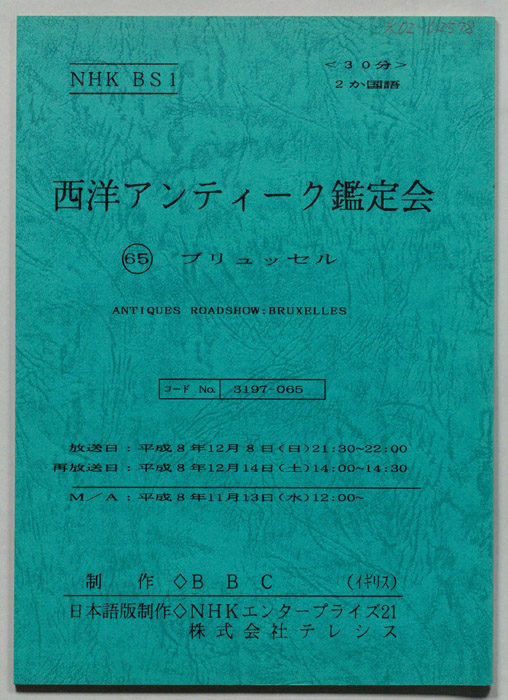 NHK BS1
<30分>
2か国語
西洋アンティーク鑑定会
65 ブリュッセル
ANTIQUES ROADSHOW:BRUXELLES
コード No. 3197-065
放送日:平成8年12月8日(日)21:30~22:00
再放送日:平成8年12月14日(土)14:00~14:30
M/A:平成8年11月13日(水)12:00~
制 作◇BBC (イギリス)
日本語版制作◇NHKエンタープライズ21
株式会社テレシス